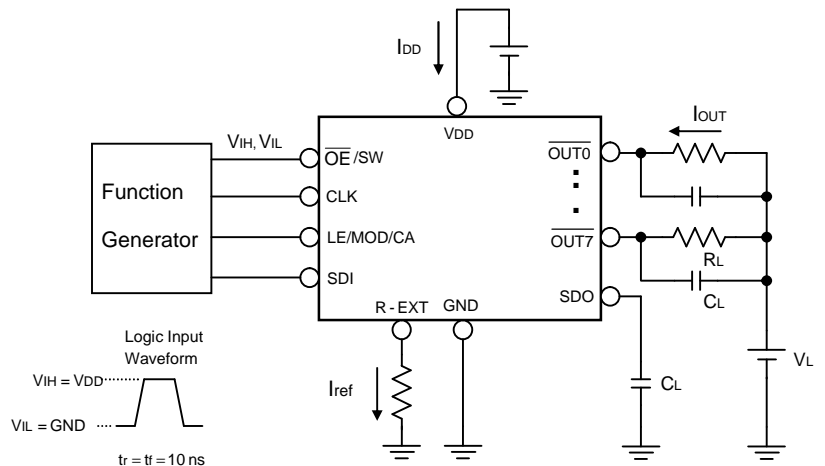 IDD
VDD
IOUT
VIH, VIL
OE/SW
OUT0
Function
Generator
CLK
LE/MOD/CA
OUT7
RL
SDI
SDO
CL
R - EXT
GND
Logic Input
Waveform
VIH = VDD
VIL = GND
tr = tf = 10 ns
Iref
CL
VL